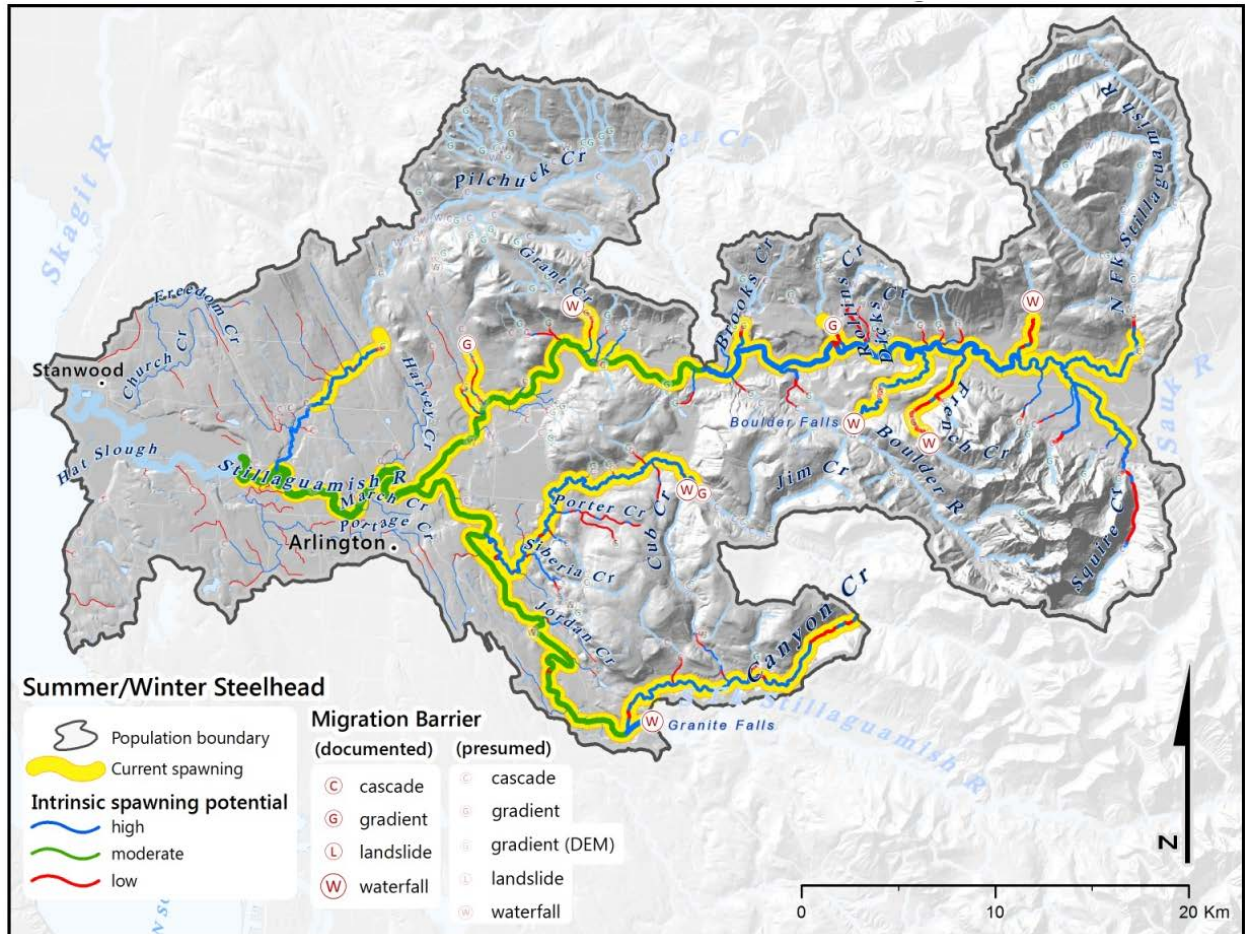 Skagit R
Pilchuck Cr
Deer Cr
N Fk Stillaguamish R
Freedom Cr
Church Cr
Stanwood
Harvey Cr
Grant Cr
Brooks Cr
Rollins Cr
Dicks Cr
Hat Slough
Stillaguamish R
March Cr
Portage Cr
Arlington
Boulder Falls
French Cr
Boulder R
Jim Cr
Porter Cr
Cub Cr
Siberia Cr
Jordan Cr
Squire Cr
Sauk R
Canyon Cr
Stillaguamish R
Granite Falls
Summer/Winter Steelhead
Population boundary
Current spawning
Intrinsic spawning potential
high
moderate
low
Migration Barrier
(documented)
C cascade
G gradient
L landslide
W waterfall
(presumed)
C cascade
G gradient
G gradient (DEM)
L landslide
W waterfall
N
0 10 20 Km